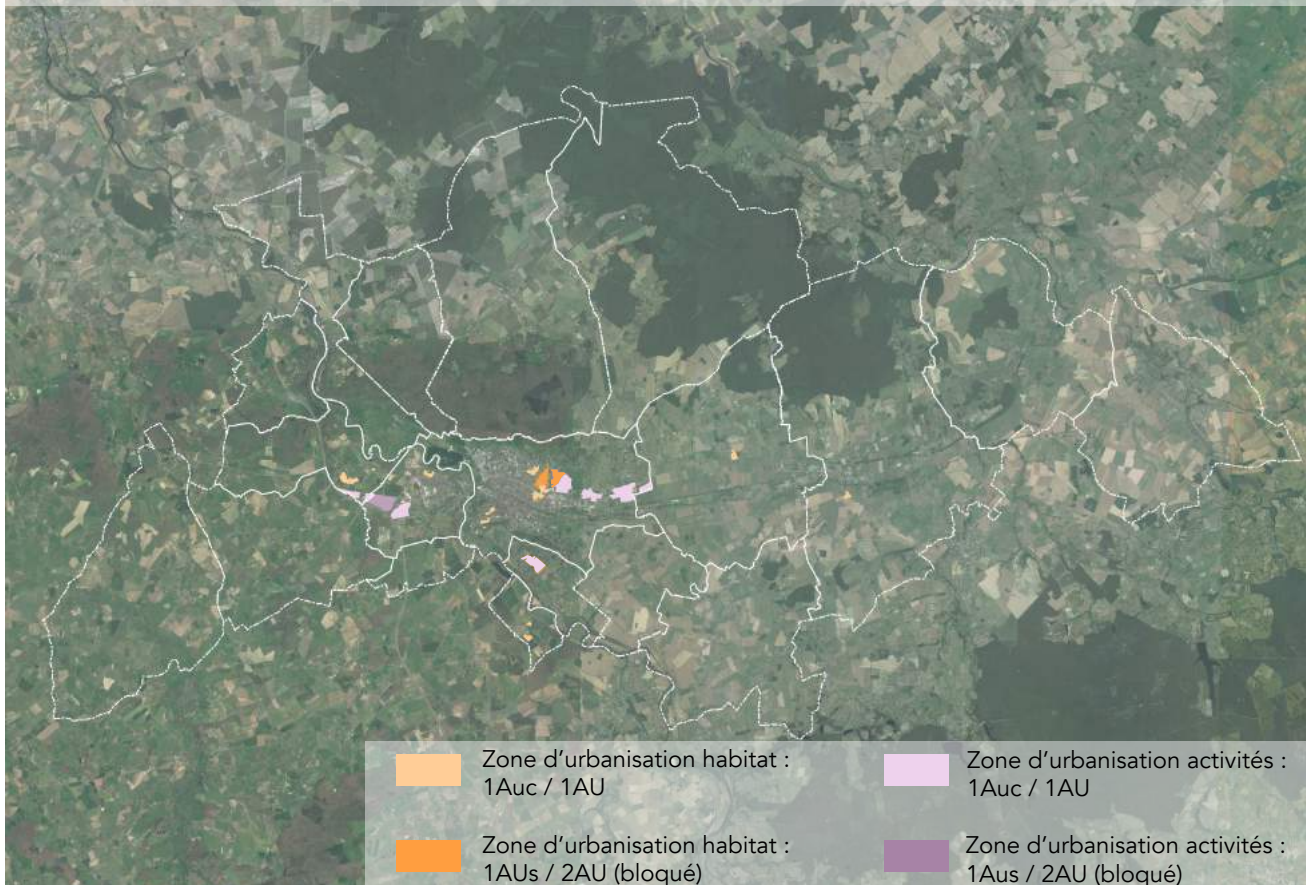 Zone d'urbanisation habitat :
1Auc / 1AU
Zone d'urbanisation activités :
1Auc / 1AU
Zone d'urbanisation habitat :
1AUs / 2AU (bloqué)
Zone d'urbanisation activités :
1Aus / 2AU (bloqué)